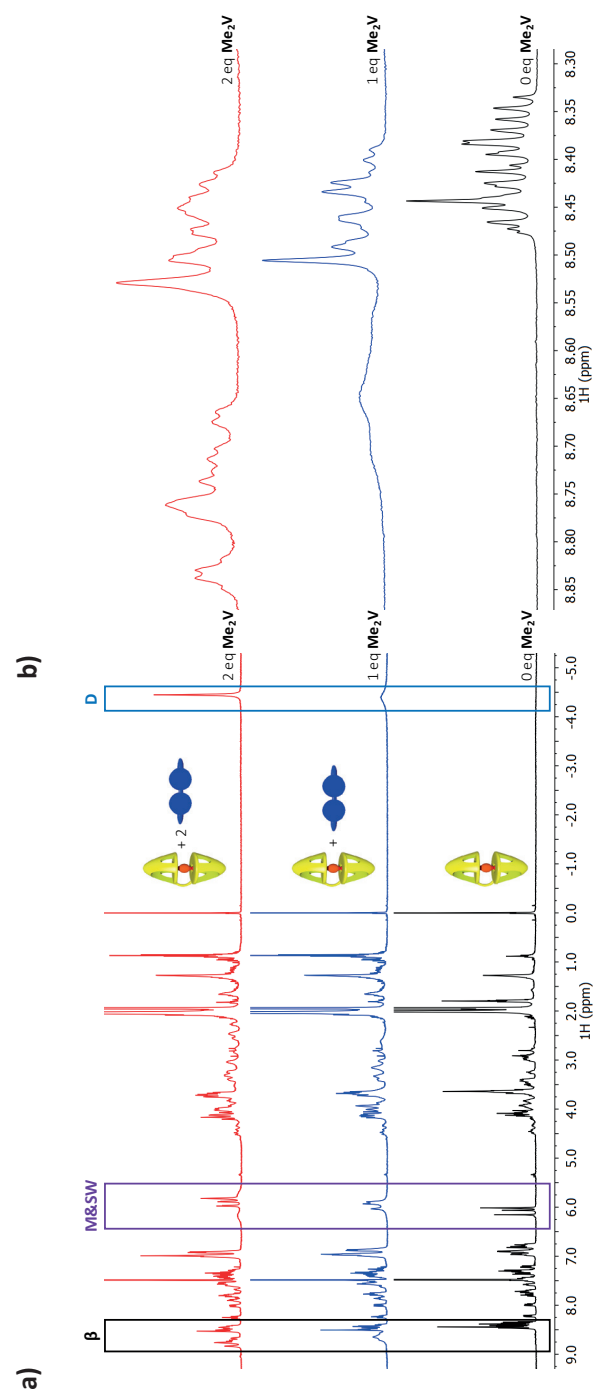 a)
β
M&SW
D
+ 2
2 eq Me₂V
+
1 eq Me₂V
0 eq Me₂V
9.0 8.0 7.0 6.0 5.0 4.0 3.0 2.0 1.0 0.0 -1.0 -2.0 -3.0 -4.0 -5.0
1H (ppm)
b)
2 eq Me₂V
1 eq Me₂V
0 eq Me₂V
8.85 8.80 8.75 8.70 8.65 8.60 8.55 8.50 8.45 8.40 8.35 8.30
1H (ppm)